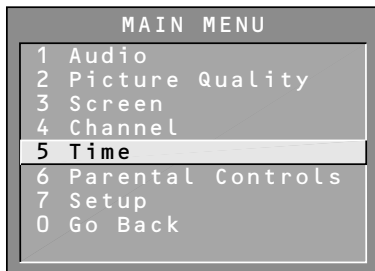 MAIN MENU
1 Audio
2 Picture Quality
3 Screen
4 Channel
5 Time
6 Parental Controls
7 Setup
0 Go Back